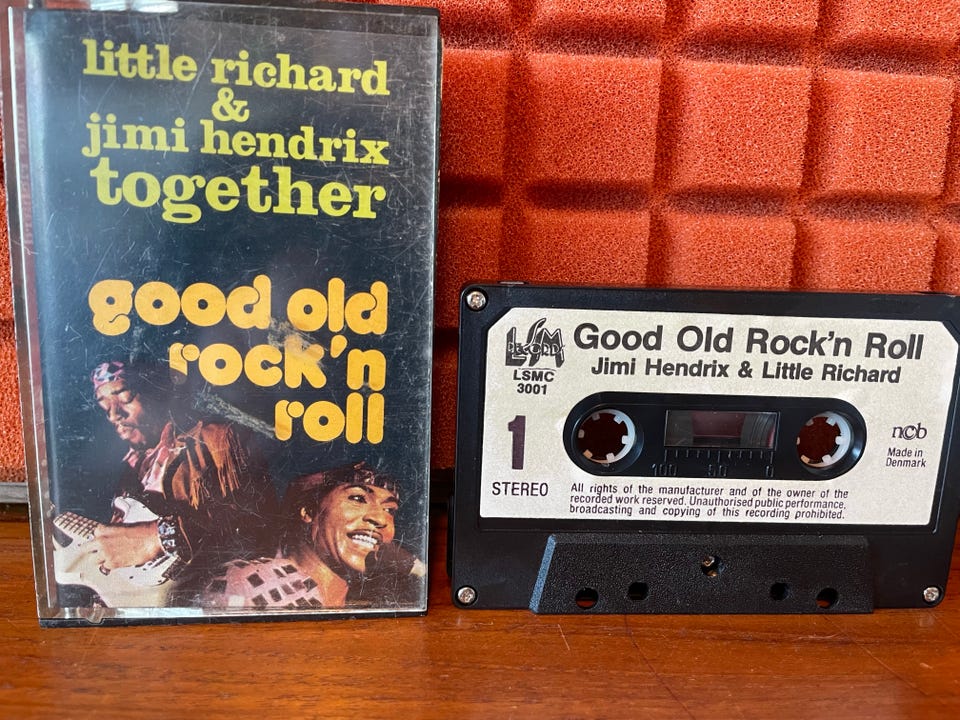 little richard
&
jimi hendrix
together
good old
rock'n
roll
LSM
RECORD
LSMC
3001
Good Old Rock'n Roll
Jimi Hendrix & Little Richard
1
STEREO
100 50 0
ncb
Made in
Denmark
All rights of the manufacturer and of the owner of the
recorded work reserved. Unauthorised public performance,
broadcasting and copying of this recording prohibited.